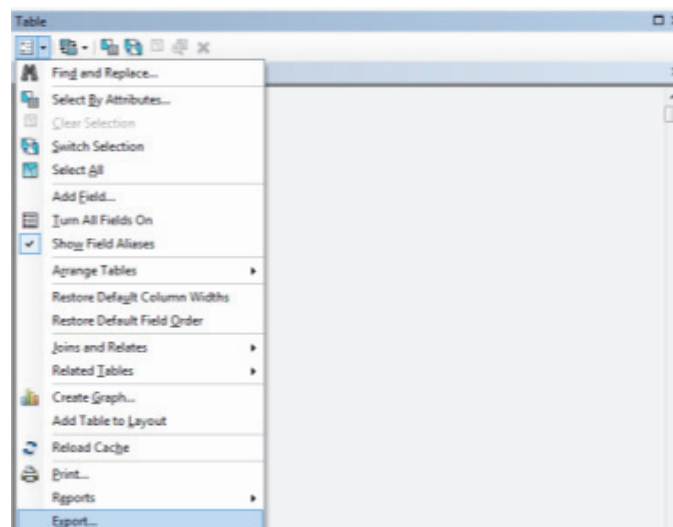 Table
Find and Replace...
Select By Attributes...
Clear Selection
Switch Selection
Select All
Add Field...
Turn All Fields On
Show Field Aliases
Arrange Tables
Restore Default Column Widths
Restore Default Field Order
Joins and Relates
Related Tables
Create Graph...
Add Table to Layout
Reload Cache
Print...
Reports
Export...